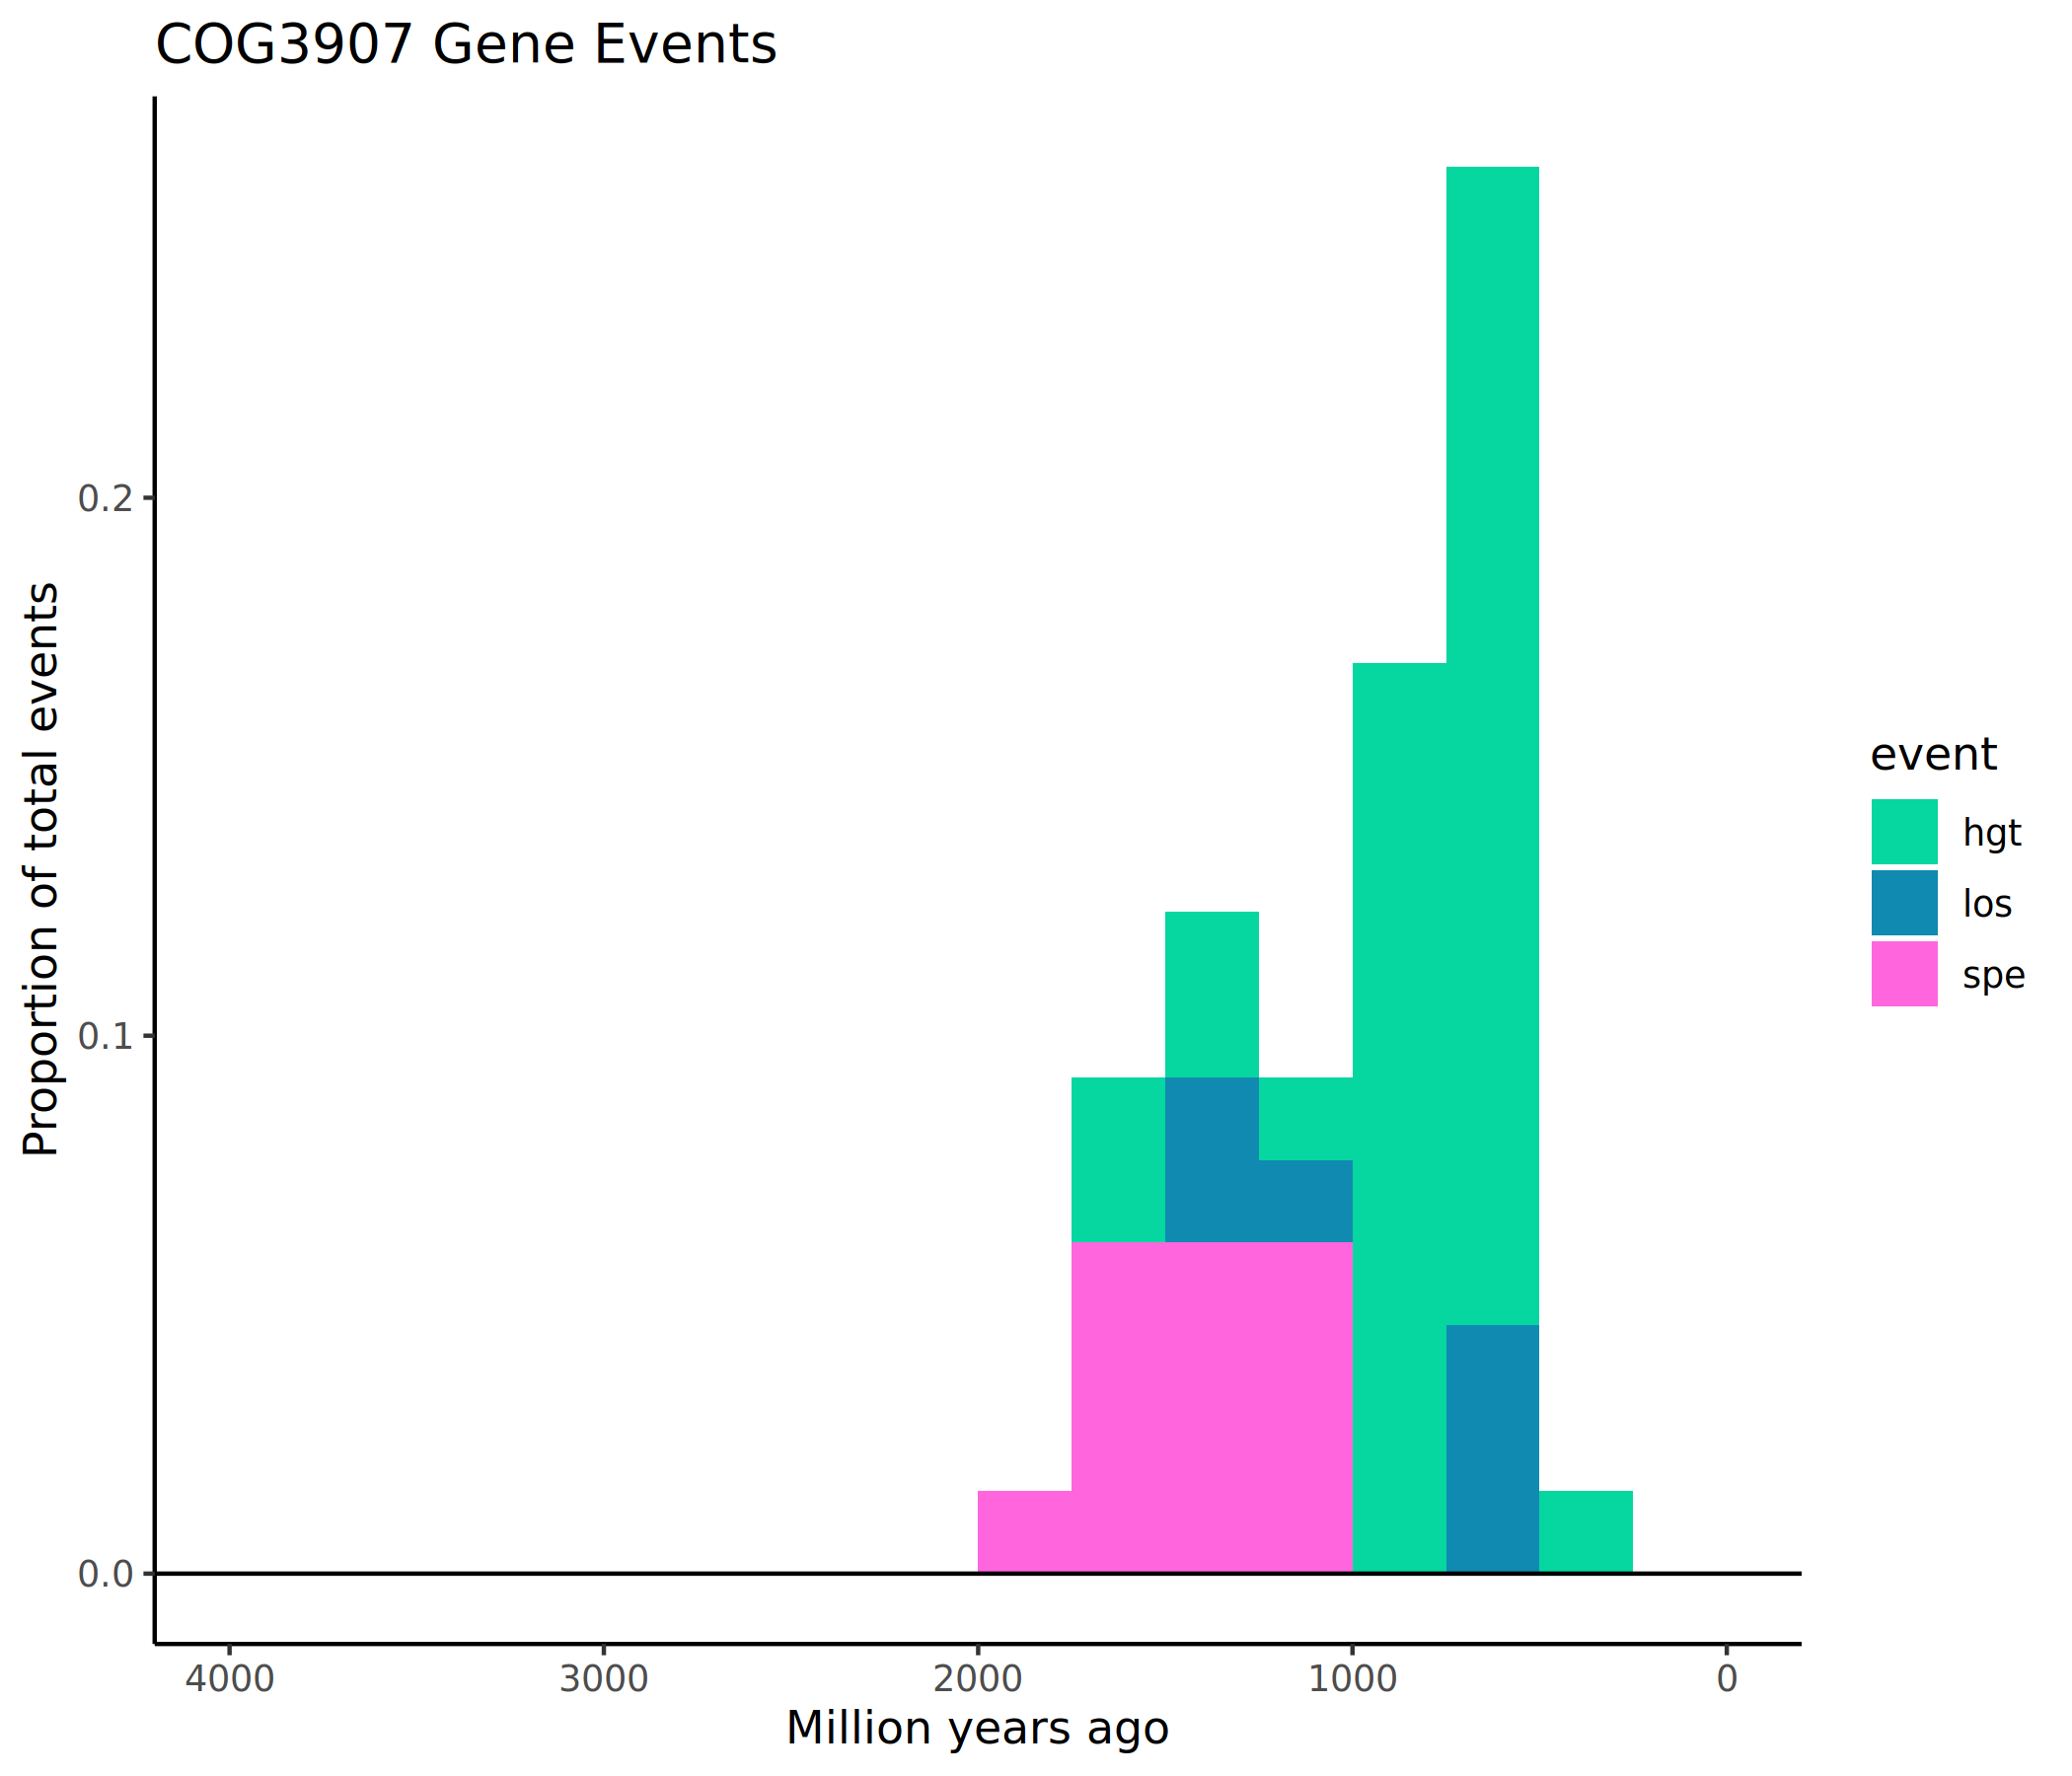 COG3907 Gene Events
Proportion of total events
0.2
0.1
0.0
4000 3000 2000 1000 0
Million years ago
event
hgt
los
spe